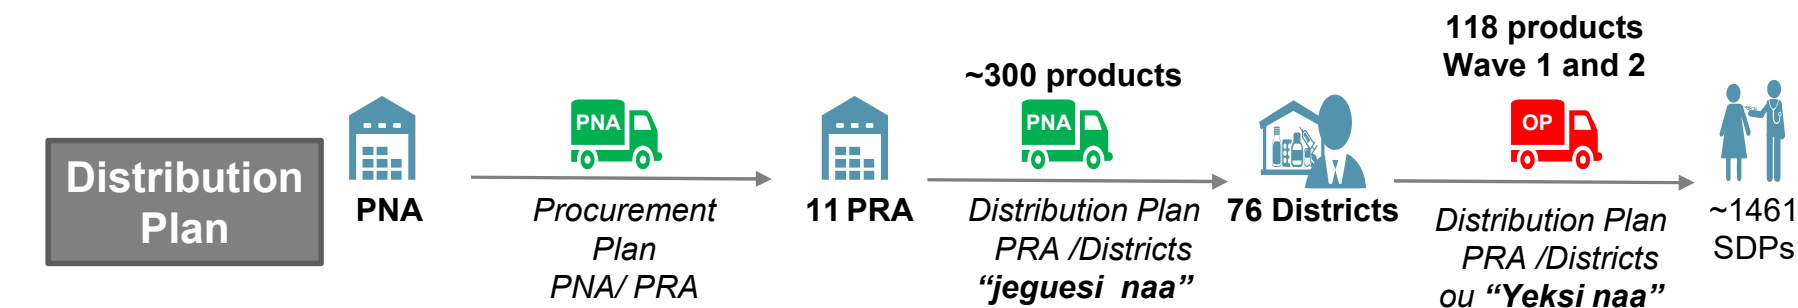 Distribution
Plan
PNA
PNA
Procurement
Plan
PNA/ PRA
11 PRA
~300 products
PNA
Distribution Plan
PRA /Districts
“jeguesi naa”
76 Districts
118 products
Wave 1 and 2
OP
Distribution Plan
PRA /Districts
ou “Yeksi naa”
~1461
SDPs